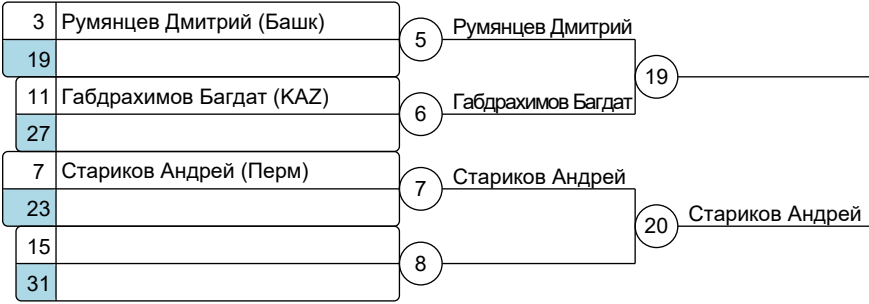 3 Румянцев Дмитрий (Башк)
5 Румянцев Дмитрий
19
19
11 Габдрахимов Багдат (KAZ)
6 Габдрахимов Багдат
27
7 Стариков Андрей (Перм)
7 Стариков Андрей
23
20 Стариков Андрей
15
8
31